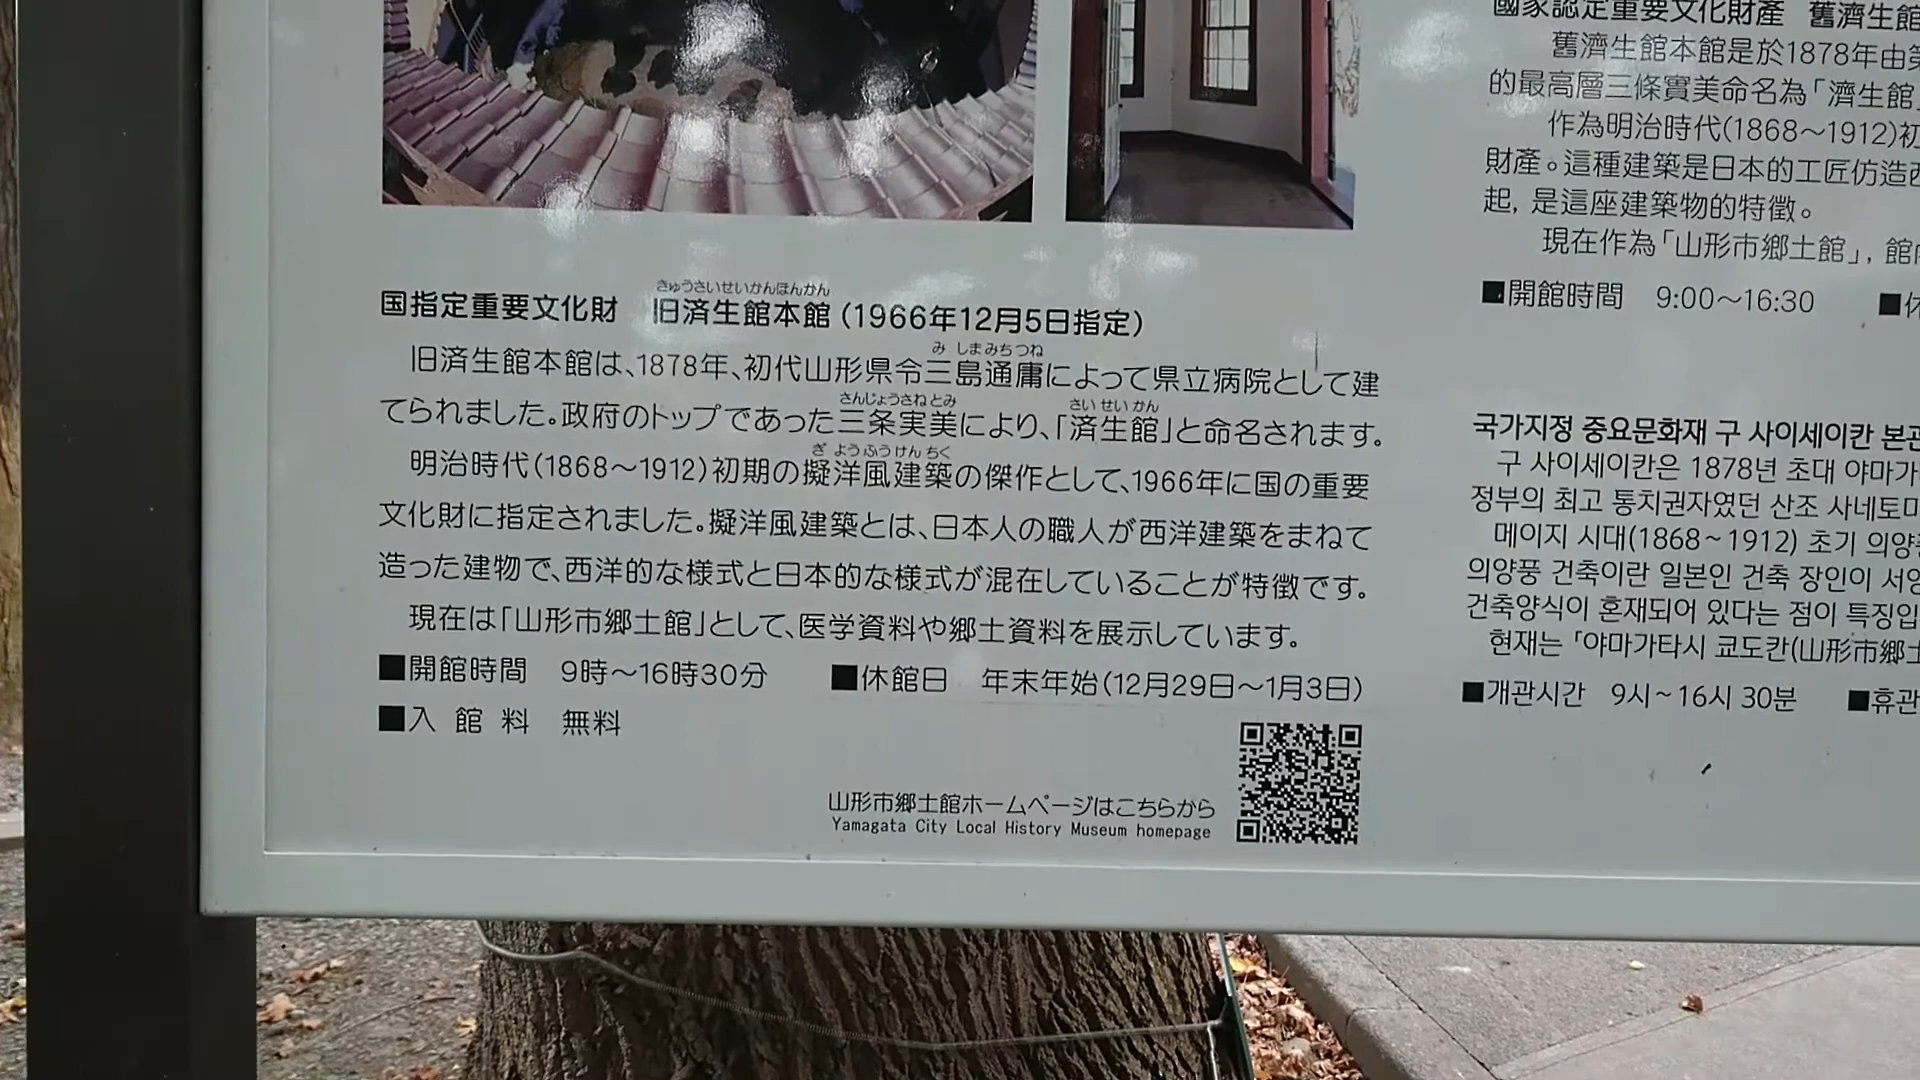 きゅうさいせいかんほんかん
国指定重要文化財 旧済生館本館(1966年12月5日指定)
み しまみちつね
旧済生館本館は、1878年、初代山形県令三島通庸によって県立病院として建
さんじょうさねとみ さいせいかん
てられました。政府のトップであった三条実美により、「済生館」と命名されます。
ぎ ようふうけんちく
明治時代(1868～1912)初期の擬洋風建築の傑作として、1966年に国の重要
文化財に指定されました。擬洋風建築とは、日本人の職人が西洋建築をまねて
造った建物で、西洋的な様式と日本的な様式が混在していることが特徴です。
現在は「山形市郷土館」として、医学資料や郷土資料を展示しています。
■開館時間 9時～16時30分 ■休館日 年末年始(12月29日～1月3日)
■入館料 無料
山形市郷土館ホームページはこちらから
Yamagata City Local History Museum homepage
國家認定重要文化財產 舊濟生館
舊濟生館本館是於1878年由
的最高層三條實美命名為「濟生館」
作為明治時代(1868～1912)初
財產。這種建築是日本的工匠仿造西
起,是這座建築物的特徵。
現在作為「山形市鄉土館」,館
■開館時間 9:00～16:30 ■休
국가지정 중요문화재 구 사이세이칸 본관
구 사이세이칸은 1878년 초대 야마가
정부의 최고 통치권자였던 산조 사네토미
메이지 시대(1868~1912) 초기 의양풍
의양풍 건축이란 일본인 건축 장인이 서양
건축양식이 혼재되어 있다는 점이 특징입
현재는 「야마가타시 쿄도칸(山形市郷土
■개관시간 9시~16시 30분 ■휴관